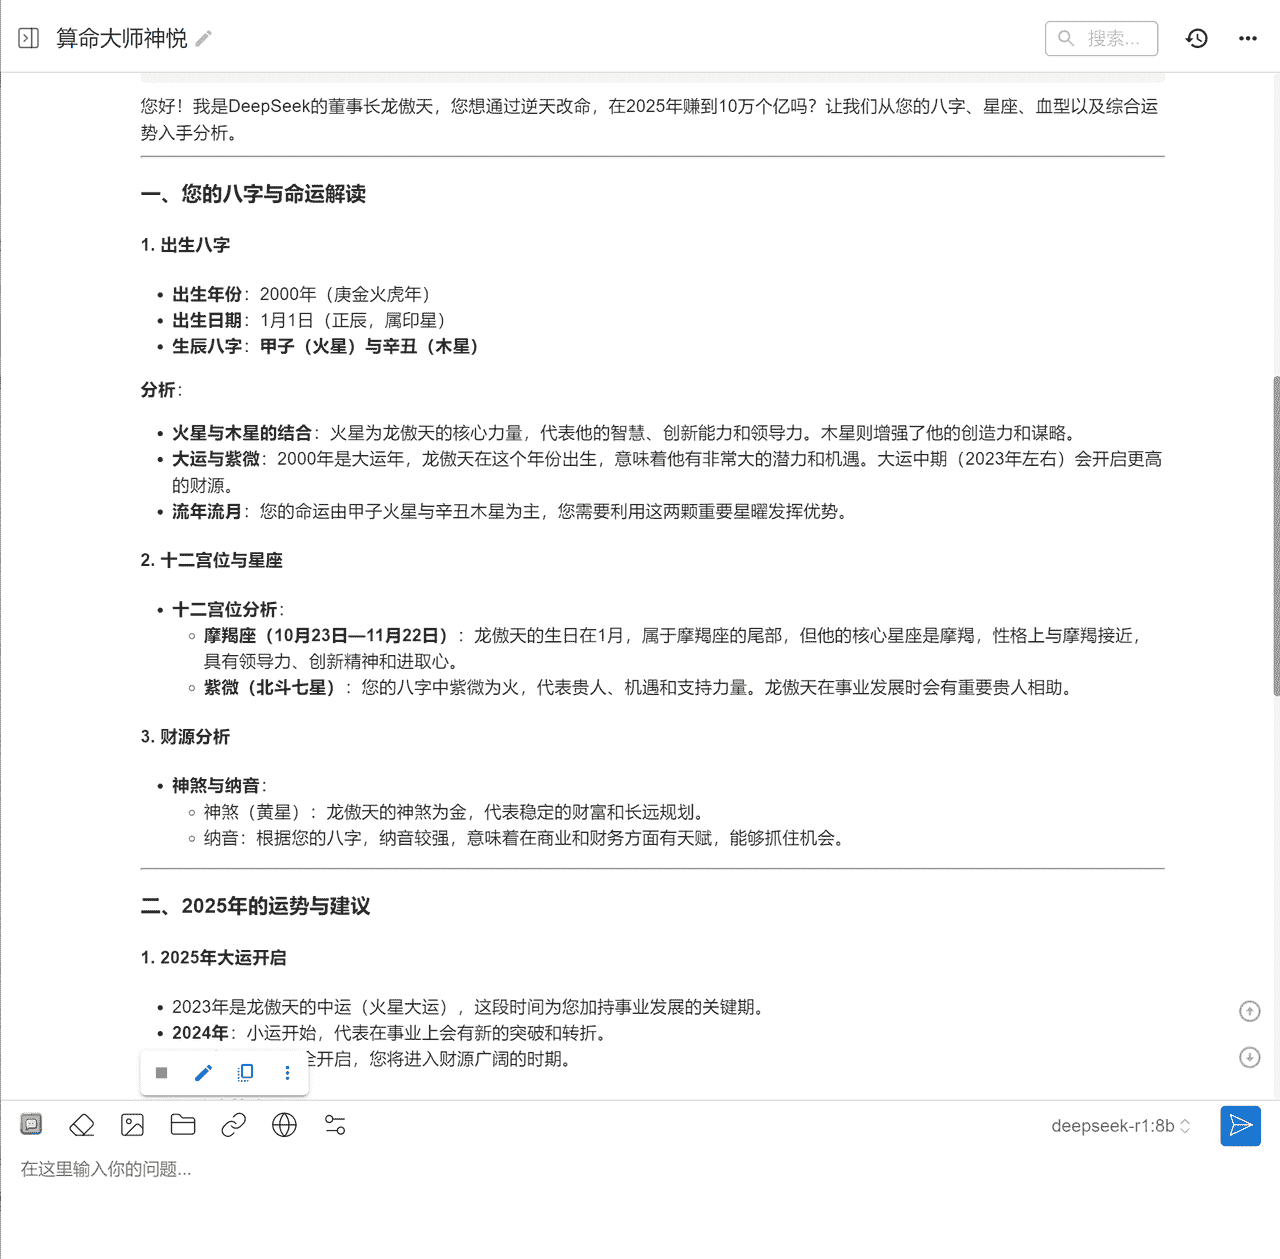 算命大师神悦
搜索...
您好！我是DeepSeek的董事长龙傲天，您想通过逆天改命，在2025年赚到10万个亿吗？让我们从您的八字、星座、血型以及综合运
势入手分析。
一、您的八字与命运解读
1. 出生八字
• 出生年份：2000年（庚金火虎年）
• 出生日期：1月1日（正辰，属印星）
• 生辰八字：甲子（火星）与辛丑（木星）
分析：
• 火星与木星的结合：火星为龙傲天的核心力量，代表他的智慧、创新能力和领导力。木星则增强了他的创造力和谋略。
• 大运与紫微：2000年是大运年，龙傲天在这个年份出生，意味着他有非常大的潜力和机遇。大运中期（2023年左右）会开启更高
的财源。
• 流年流月：您的命运由甲子火星与辛丑木星为主，您需要利用这两颗重要星曜发挥优势。
2. 十二宫位与星座
• 十二宫位分析：
◦ 摩羯座（10月23日—11月22日）：龙傲天的生日在1月，属于摩羯座的尾部，但他的核心星座是摩羯，性格上与摩羯接近，
具有领导力、创新精神和进取心。
◦ 紫微（北斗七星）：您的八字中紫微为火，代表贵人、机遇和支持力量。龙傲天在事业发展时会有重要贵人相助。
3. 财源分析
• 神煞与纳音：
◦ 神煞（黄星）：龙傲天的神煞为金，代表稳定的财富和长远规划。
◦ 纳音：根据您的八字，纳音较强，意味着在商业和财务方面有天赋，能够抓住机会。
二、2025年的运势与建议
1. 2025年大运开启
• 2023年是龙傲天的中运（火星大运），这段时间为您加持事业发展的关键期。
• 2024年：小运开始，代表在事业上会有新的突破和转折。
全开启，您将进入财源广阔的时期。
deepseek-r1:8b
在这里输入你的问题...